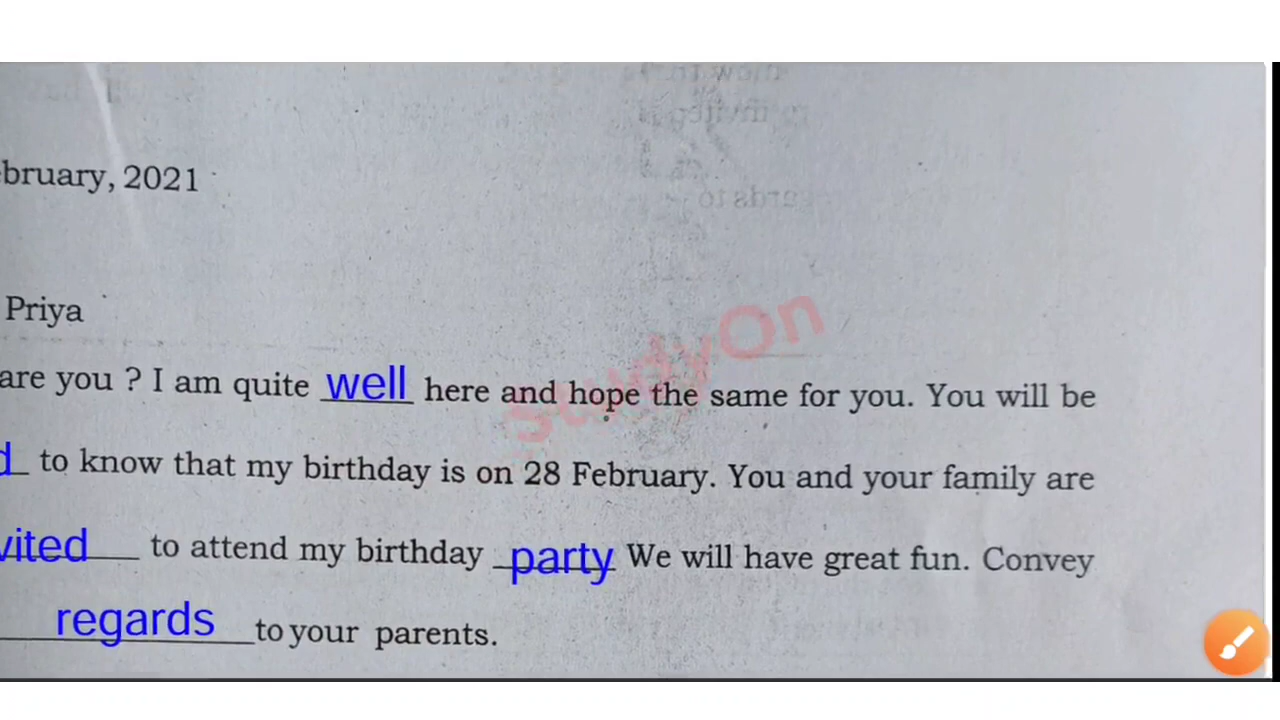 bruary, 2021
Priya
are you ? I am quite well here and hope the same for you. You will be
d to know that my birthday is on 28 February. You and your family are
vited to attend my birthday party We will have great fun. Convey
regards to your parents.
StudyOn